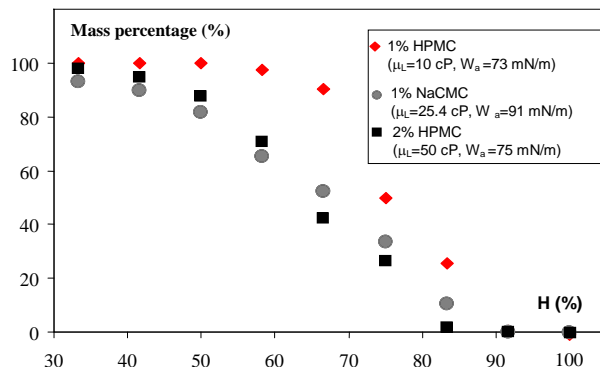 Mass percentage (%)
1% HPMC
(μL=10 cP, Wa=73 mN/m)
1% NaCMC
(μL=25.4 cP, W a=91 mN/m)
2% HPMC
(μL=50 cP, Wa=75 mN/m)
100
80
60
40
20
0
H (%)
30 40 50 60 70 80 90 100